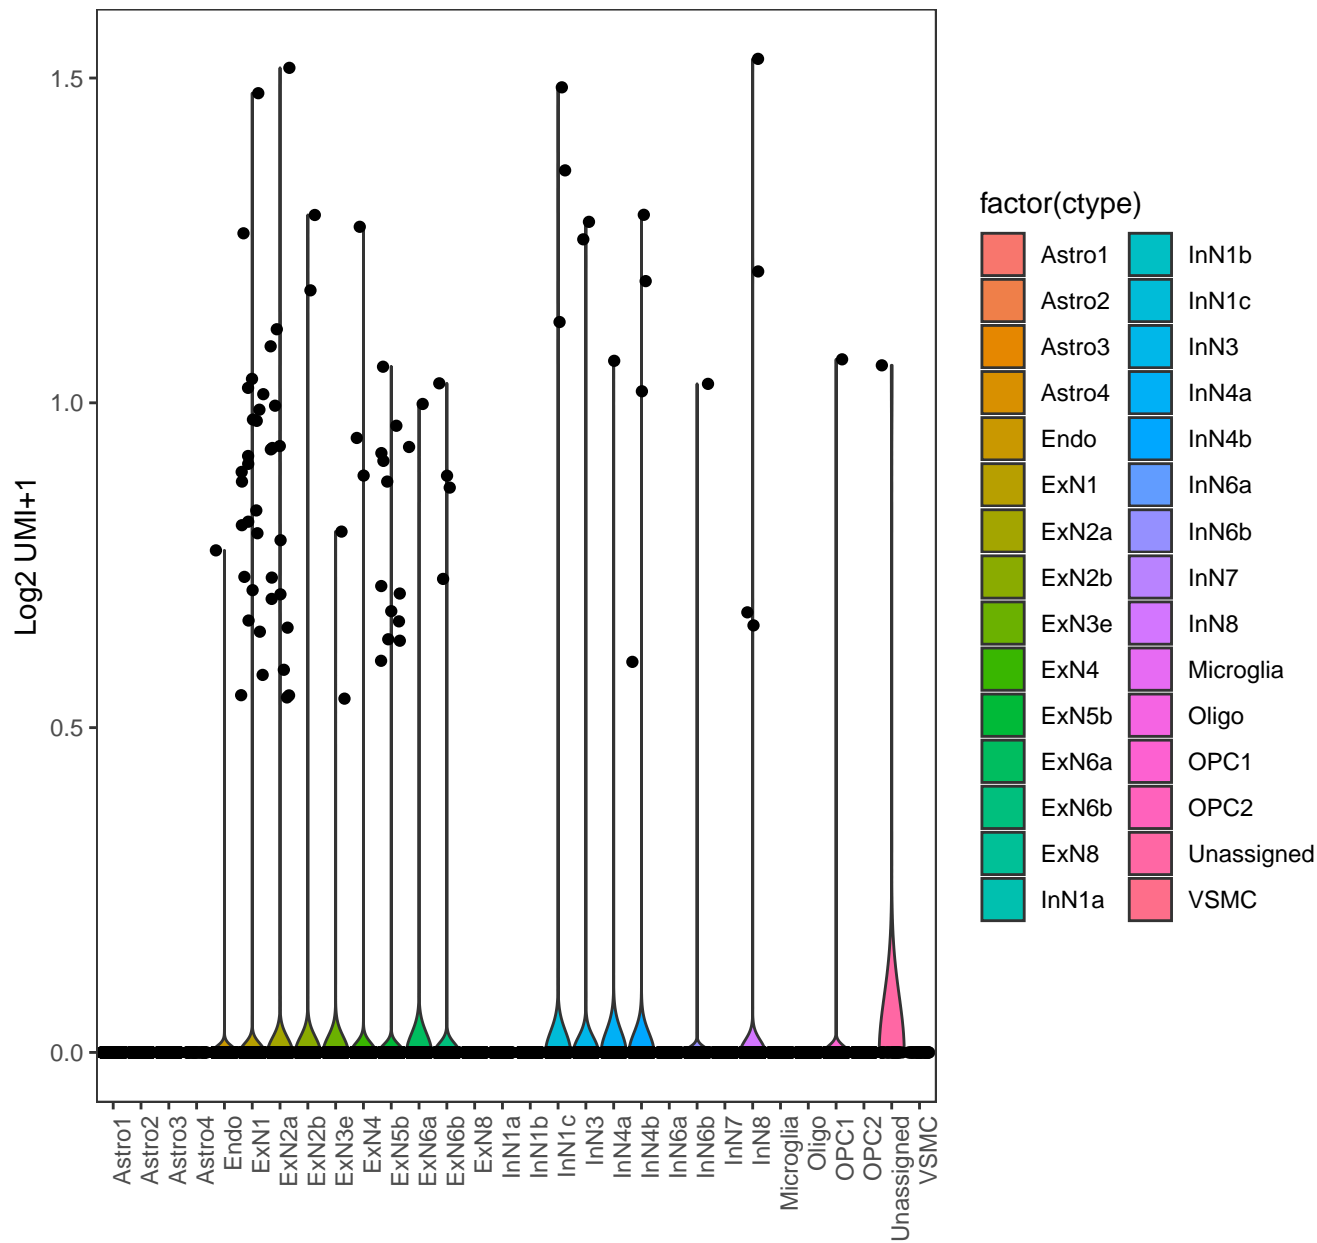 Log2 UMI+1
1.5
1.0
0.5
0.0
Astro1
Astro2
Astro3
Astro4
Endo
ExN1
ExN2a
ExN2b
ExN3e
ExN4
ExN5b
ExN6a
ExN6b
ExN8
InN1a
InN1b
InN1c
InN3
InN4a
InN4b
InN6a
InN6b
InN7
InN8
Microglia
Oligo
OPC1
OPC2
Unassigned
VSMC
factor(ctype)
Astro1
Astro2
Astro3
Astro4
Endo
ExN1
ExN2a
ExN2b
ExN3e
ExN4
ExN5b
ExN6a
ExN6b
ExN8
InN1a
InN1b
InN1c
InN3
InN4a
InN4b
InN6a
InN6b
InN7
InN8
Microglia
Oligo
OPC1
OPC2
Unassigned
VSMC